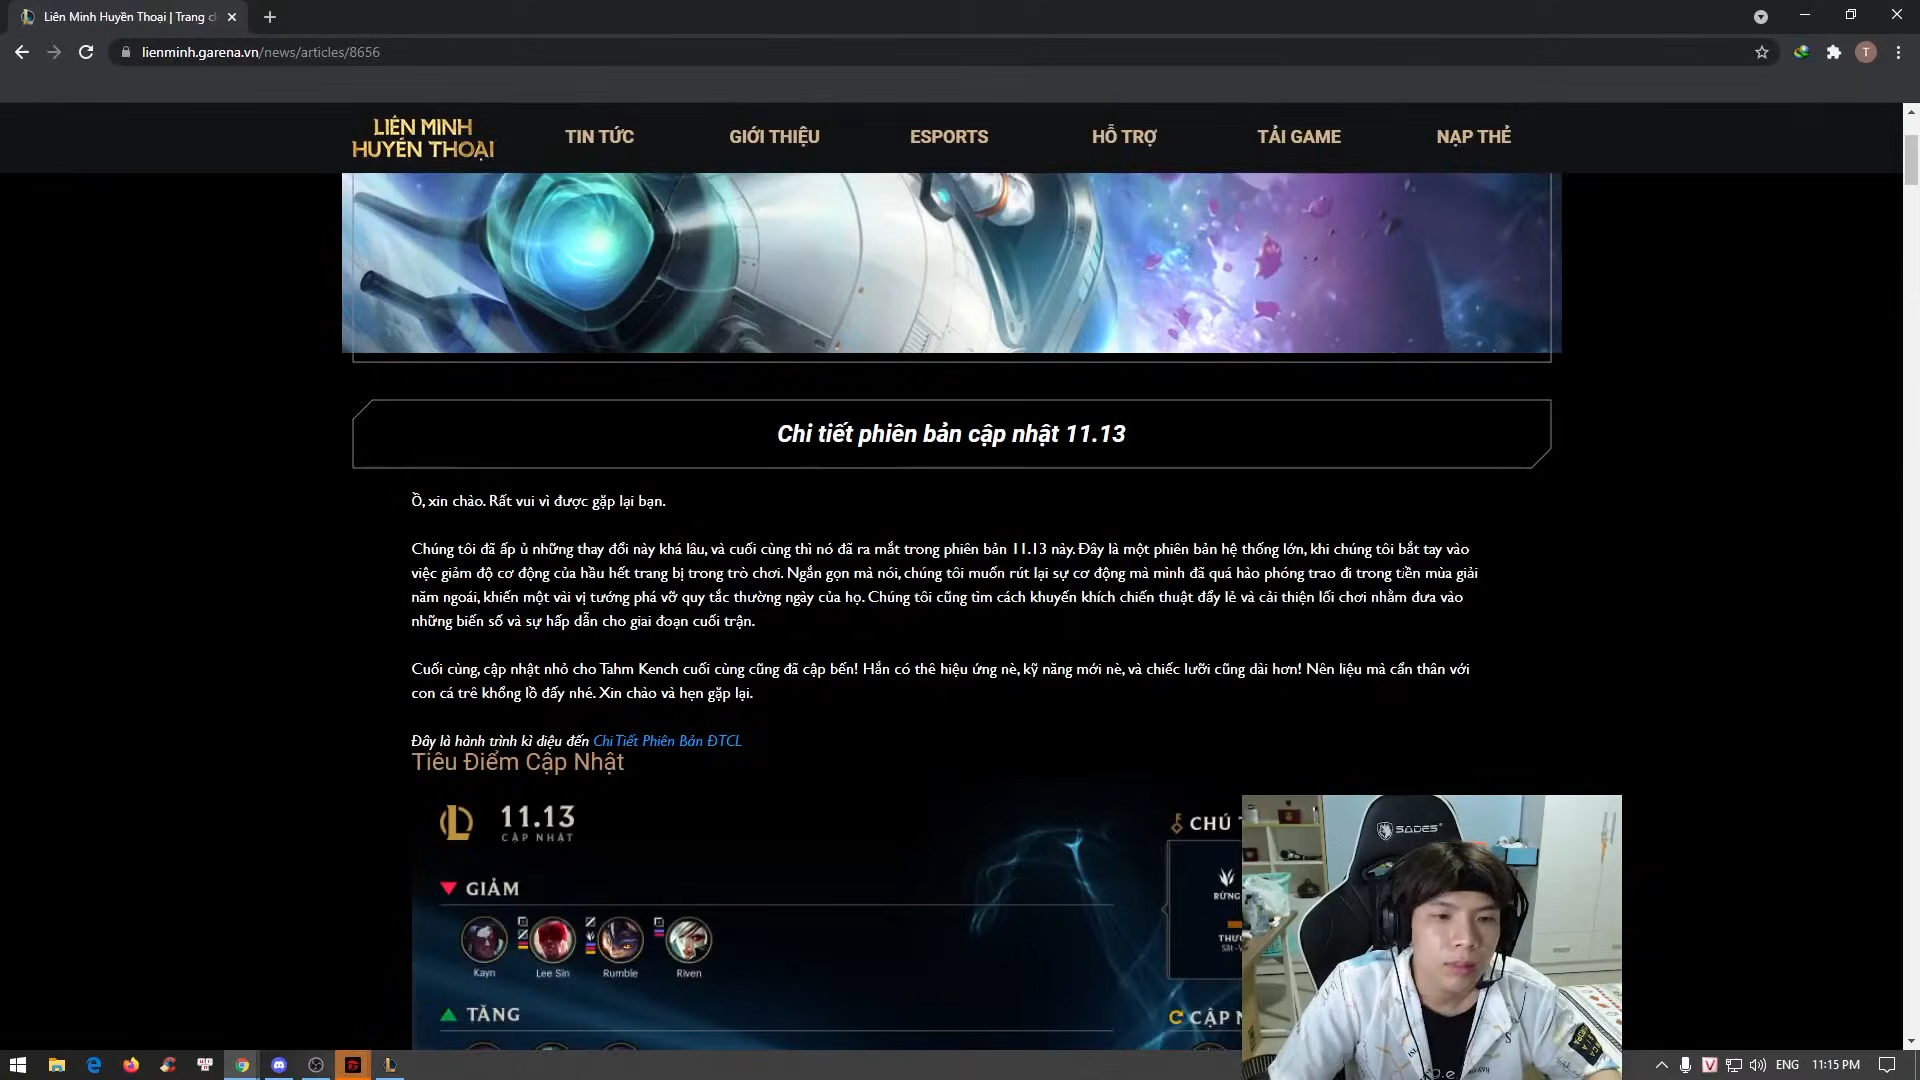 Liên Minh Huyền Thoại | Trang c
lienminh.garena.vn/news/articles/8656
T
LIÊN MINH
HUYỀN THOẠI
TIN TỨC
GIỚI THIỆU
ESPORTS
HỖ TRỢ
TẢI GAME
NẠP THẺ
Chi tiết phiên bản cập nhật 11.13
Ồ, xin chào. Rất vui vì được gặp lại bạn.
Chúng tôi đã ấp ủ những thay đổi này khá lâu, và cuối cùng thì nó đã ra mắt trong phiên bản 11.13 này. Đây là một phiên bản hệ thống lớn, khi chúng tôi bắt tay vào
việc giảm độ cơ động của hầu hết trang bị trong trò chơi. Ngắn gọn mà nói, chúng tôi muốn rút lại sự cơ động mà mình đã quá hào phóng trao đi trong tiền mùa giải
năm ngoái, khiến một vài vị tướng phá vỡ quy tắc thường ngày của họ. Chúng tôi cũng tìm cách khuyến khích chiến thuật đẩy lẻ và cải thiện lối chơi nhằm đưa vào
những biến số và sự hấp dẫn cho giai đoạn cuối trận.
Cuối cùng, cập nhật nhỏ cho Tahm Kench cuối cùng cũng đã cập bến! Hắn có thê hiệu ứng nè, kỹ năng mới nè, và chiếc lưỡi cũng dài hơn! Nên liệu mà cẩn thân với
con cá trê khổng lồ đấy nhé. Xin chào và hẹn gặp lại.
Đây là hành trình kì diệu đến Chi Tiết Phiên Bản ĐTCL
Tiêu Điểm Cập Nhật
11.13
CẬP NHẬT
CHÚ
GIẢM
RỪNG
Kayn
Lee Sin
Rumble
Riven
TĂNG
CẬP
SADES
ENG
11:15 PM